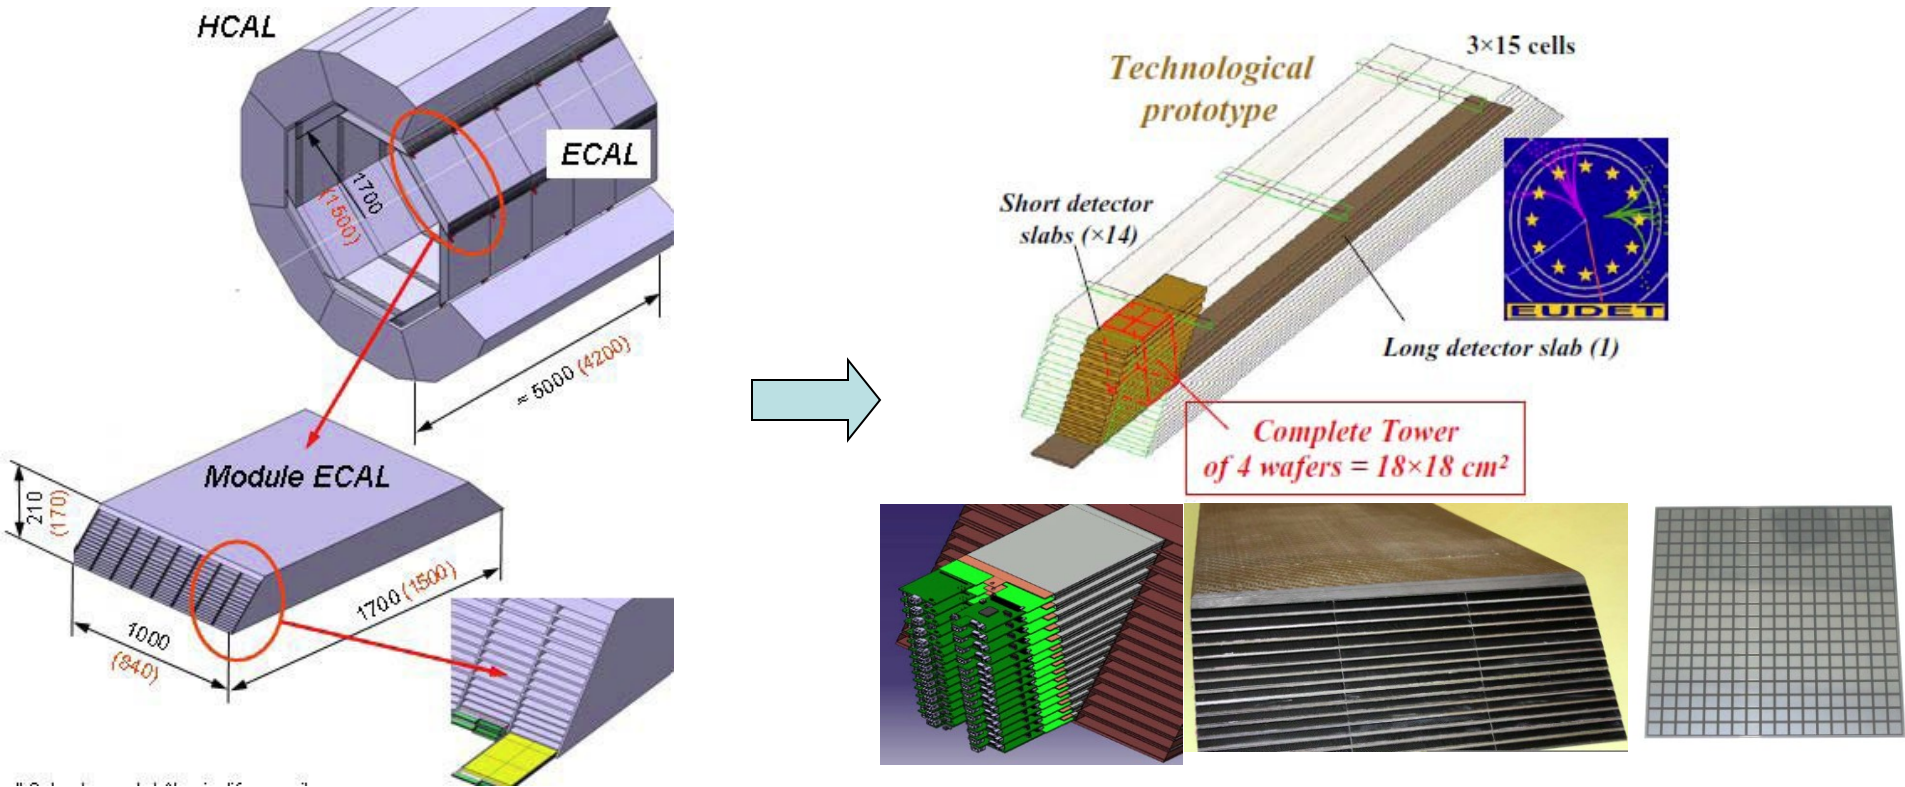 HCAL
ECAL
1700
(1500)
≈ 5000 (4200)
Module ECAL
210
(170)
1000
(840)
1700 (1500)
Technological
prototype
3×15 cells
Short detector
slabs (×14)
EUDET
Long detector slab (1)
Complete Tower
of 4 wafers = 18×18 cm²